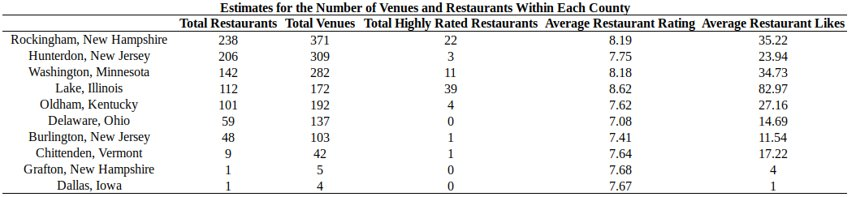 Estimates for the Number of Venues and Restaurants Within Each County
Total Restaurants Total Venues Total Highly Rated Restaurants Average Restaurant Rating Average Restaurant Likes
Rockingham, New Hampshire 238 371 22 8.19 35.22
Hunterdon, New Jersey 206 309 3 7.75 23.94
Washington, Minnesota 142 282 11 8.18 34.73
Lake, Illinois 112 172 39 8.62 82.97
Oldham, Kentucky 101 192 4 7.62 27.16
Delaware, Ohio 59 137 0 7.08 14.69
Burlington, New Jersey 48 103 1 7.41 11.54
Chittenden, Vermont 9 42 1 7.64 17.22
Grafton, New Hampshire 1 5 0 7.68 4
Dallas, Iowa 1 4 0 7.67 1